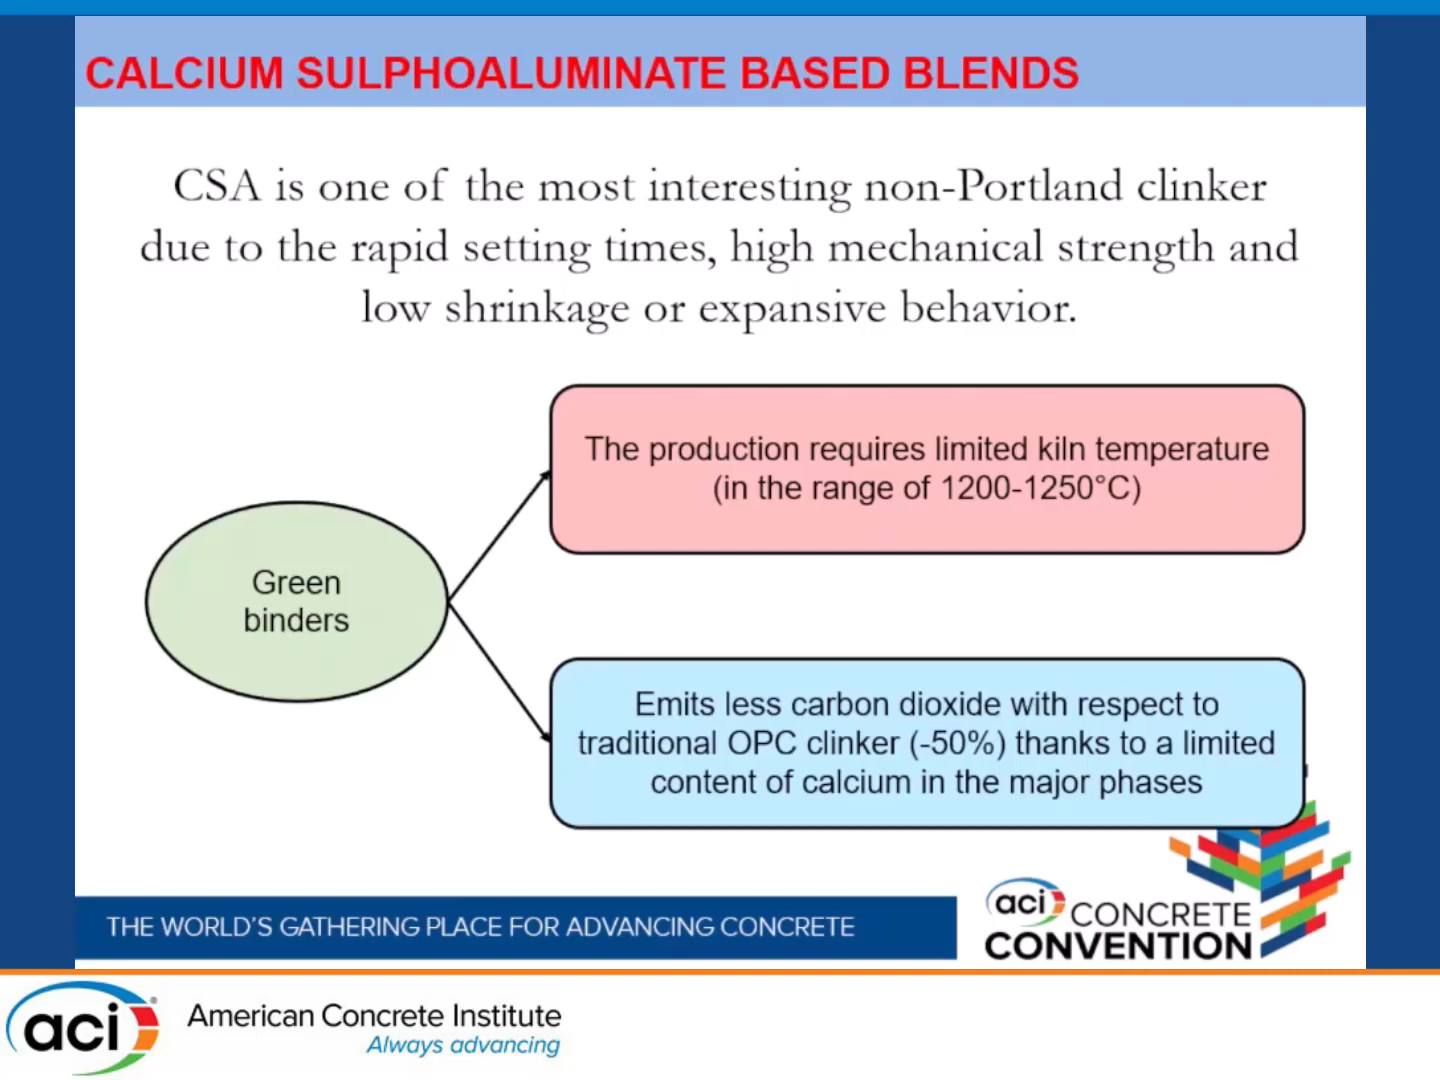 CALCIUM SULPHOALUMINATE BASED BLENDS
CSA is one of the most interesting non-Portland clinker
due to the rapid setting times, high mechanical strength and
low shrinkage or expansive behavior.
The production requires limited kiln temperature
(in the range of 1200-1250°C)
Green
binders
Emits less carbon dioxide with respect to
traditional OPC clinker (-50%) thanks to a limited
content of calcium in the major phases
THE WORLD'S GATHERING PLACE FOR ADVANCING CONCRETE
aci CONCRETE
CONVENTION
aci American Concrete Institute
Always advancing